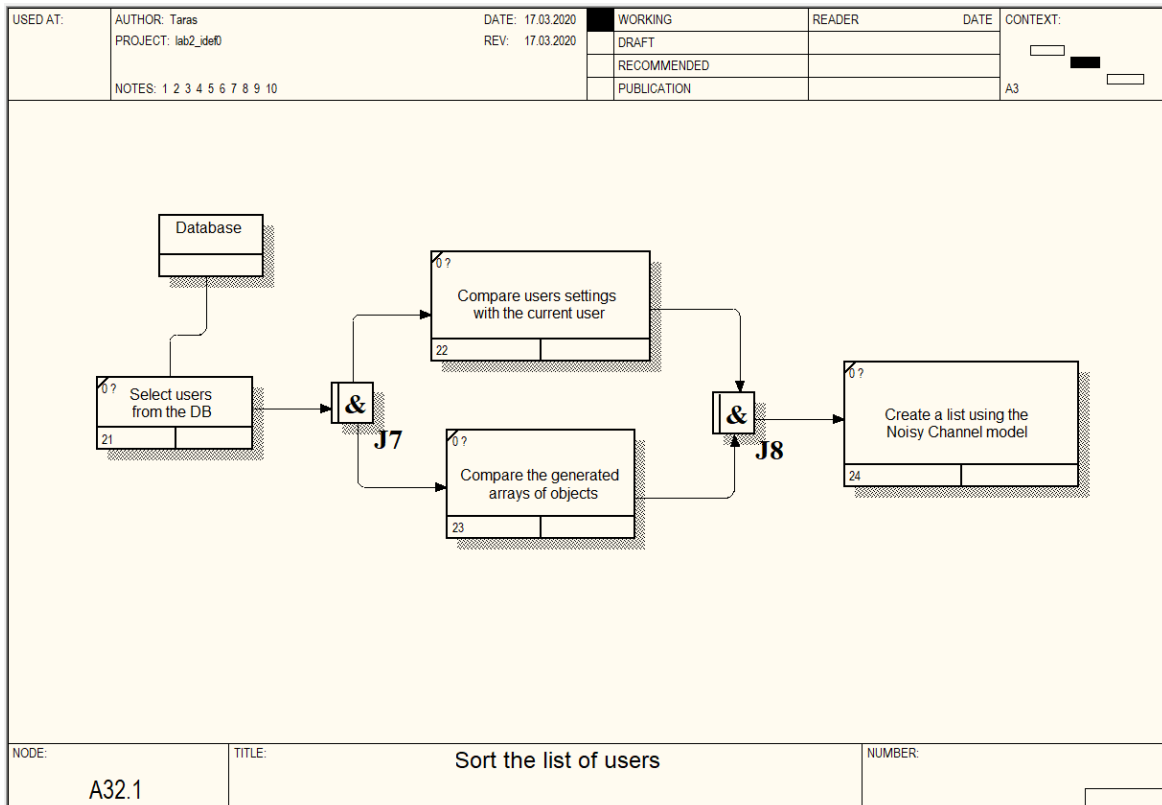 USED AT:
AUTHOR: Taras
DATE: 17.03.2020
WORKING
READER
DATE
CONTEXT:
PROJECT: lab2_idef0
REV: 17.03.2020
DRAFT
RECOMMENDED
NOTES: 1 2 3 4 5 6 7 8 9 10
PUBLICATION
A3
Database
0 ?
Compare users settings
with the current user
22
0 ?
Select users
from the DB
21
&
J7
0 ?
Compare the generated
arrays of objects
23
&
J8
0 ?
Create a list using the
Noisy Channel model
24
NODE:
A32.1
TITLE:
Sort the list of users
NUMBER: